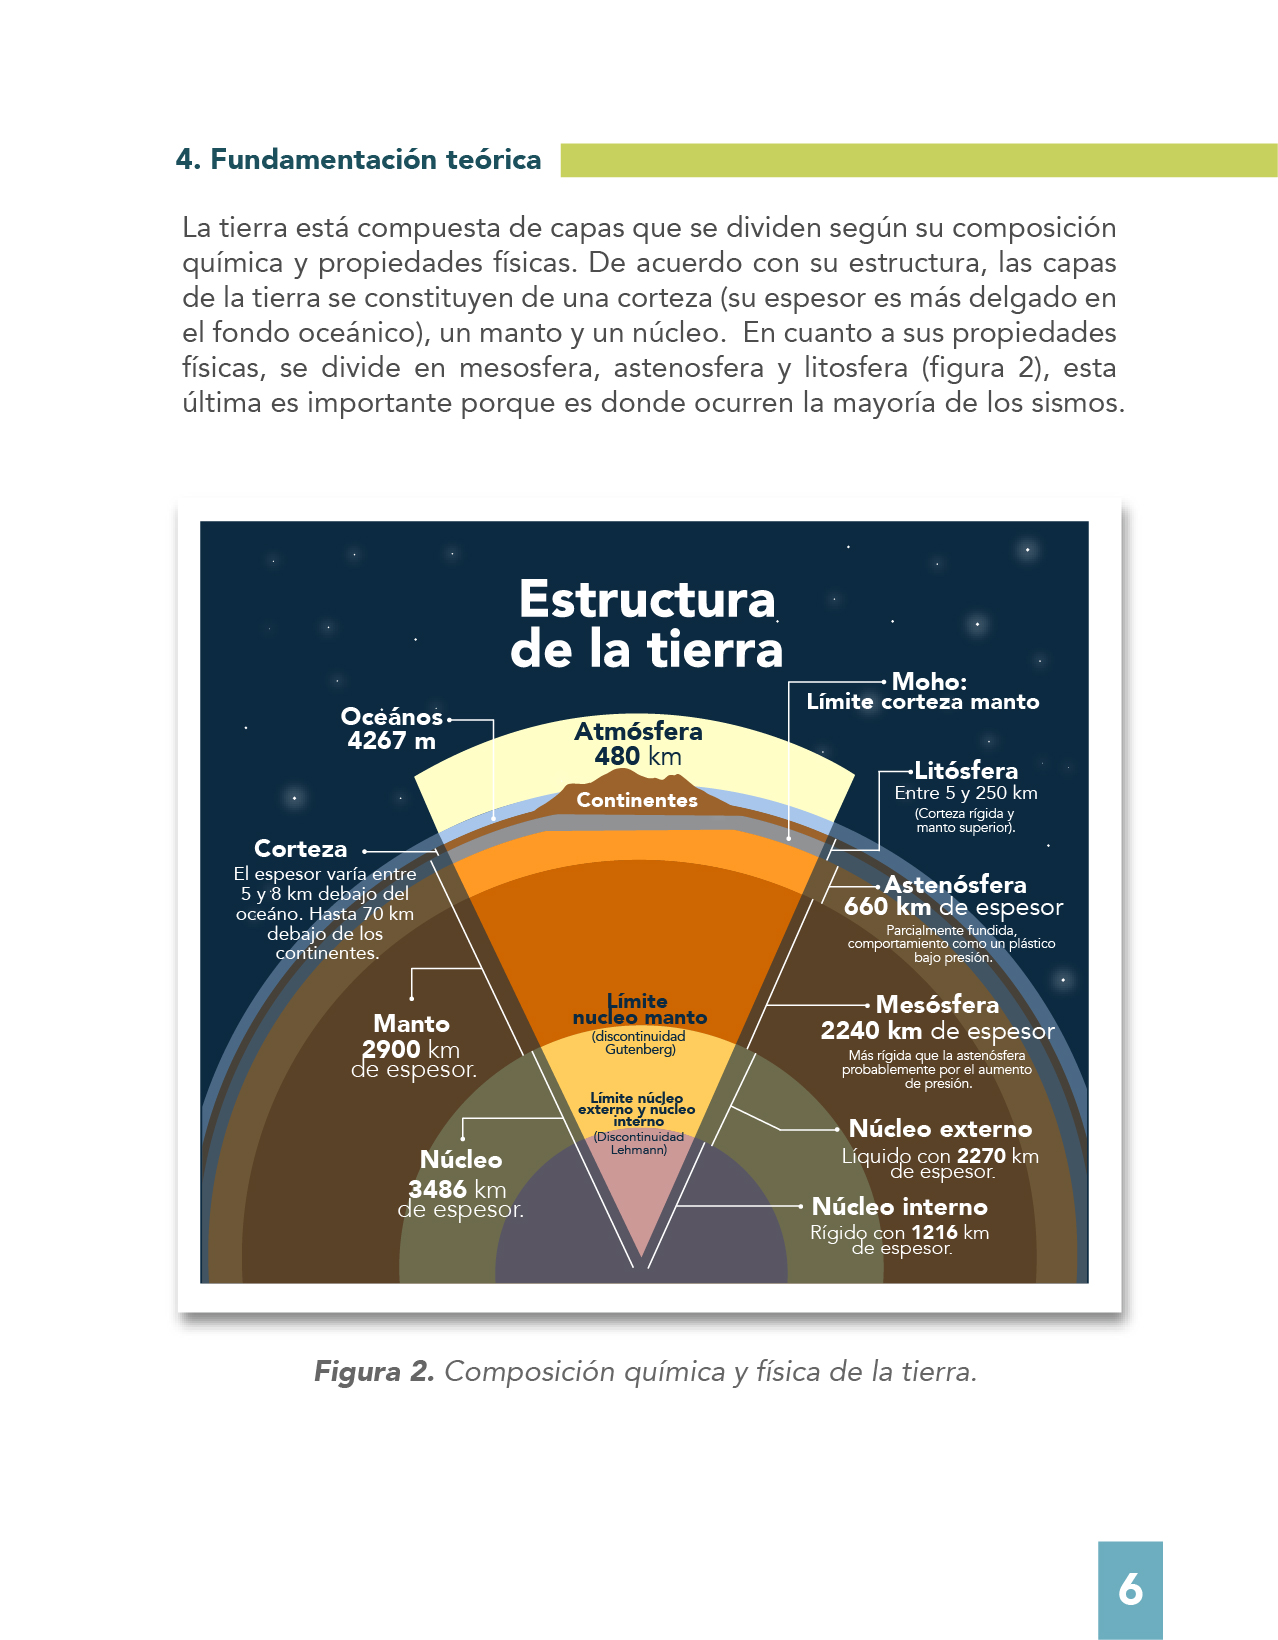 4. Fundamentación teórica
La tierra está compuesta de capas que se dividen según su composición
química y propiedades físicas. De acuerdo con su estructura, las capas
de la tierra se constituyen de una corteza (su espesor es más delgado en
el fondo oceánico), un manto y un núcleo. En cuanto a sus propiedades
físicas, se divide en mesosfera, astenosfera y litosfera (figura 2), esta
última es importante porque es donde ocurren la mayoría de los sismos.
Estructura
de la tierra
Moho:
Límite corteza manto
Oceános
4267 m
Atmósfera
480 km
Continentes
Litósfera
Entre 5 y 250 km
(Corteza rígida y
manto superior).
Corteza
El espesor varía entre
5 y 8 km debajo del
oceáno. Hasta 70 km
debajo de los
continentes.
Astenósfera
660 km de espesor
Parcialmente fundida,
comportamiento como un plástico
bajo presión.
Límite
nucleo manto
(discontinuidad
Gutenberg)
Manto
2900 km
de espesor.
Mesósfera
2240 km de espesor
Más rígida que la astenósfera
probablemente por el aumento
de presión.
Límite núcleo
externo y núcleo
interno
(Discontinuidad
Lehmann)
Núcleo
3486 km
de espesor.
Núcleo externo
Líquido con 2270 km
de espesor.
Núcleo interno
Rígido con 1216 km
de espesor.
Figura 2. Composición química y física de la tierra.
6